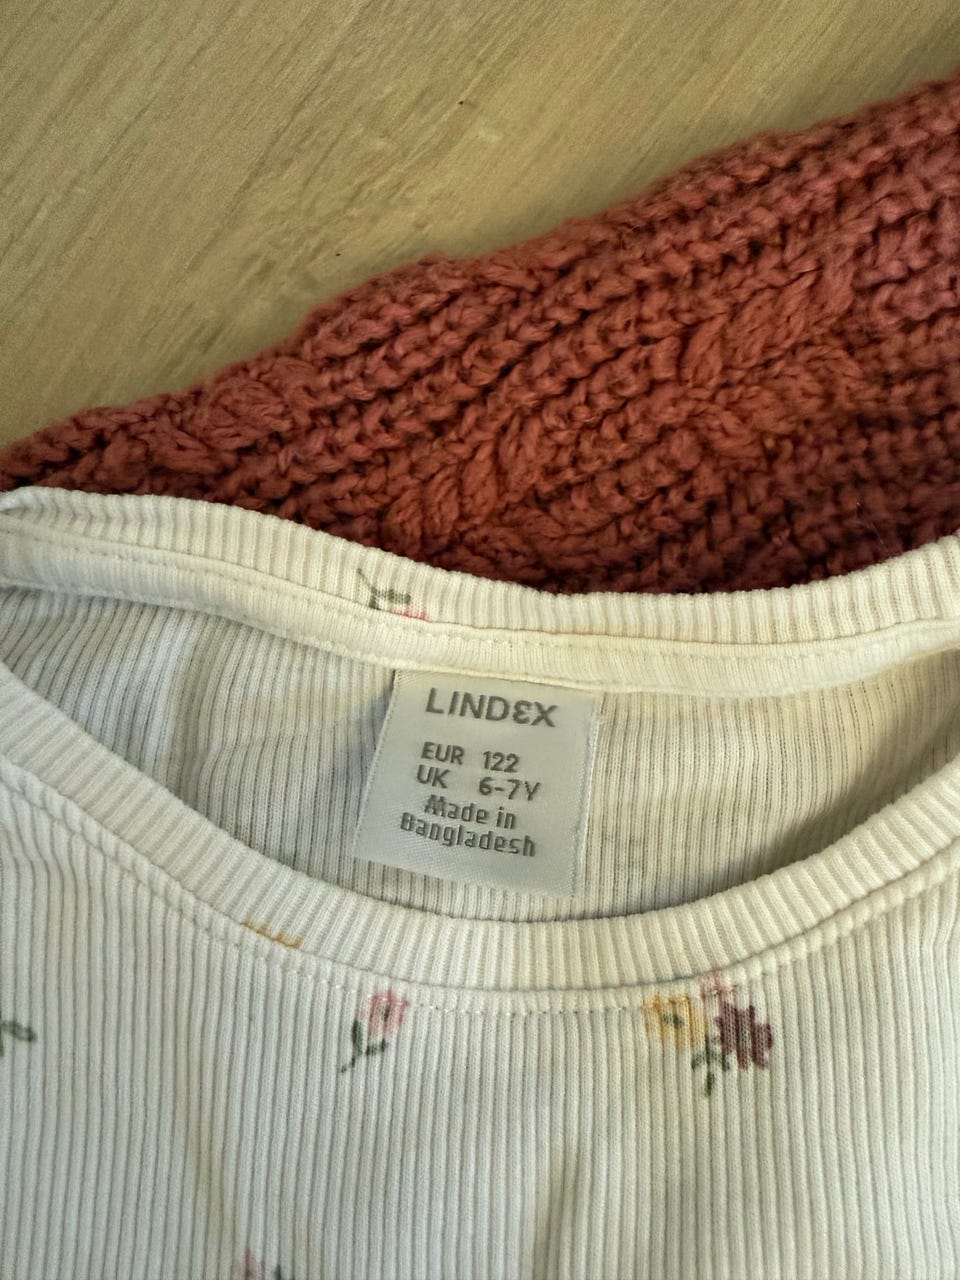 LINDEX
EUR 122
UK 6-7Y
Made in
Bangladesh